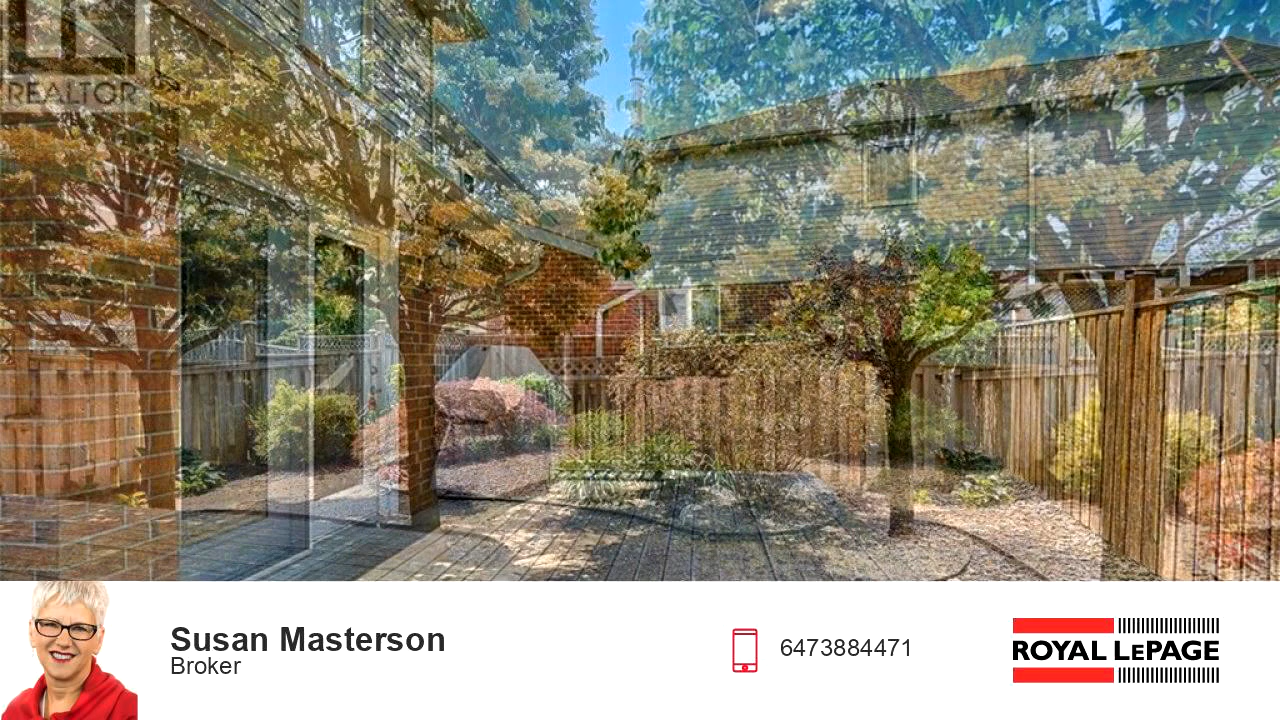 REALTOR
Susan Masterson
Broker
6473884471
ROYAL LEPAGE